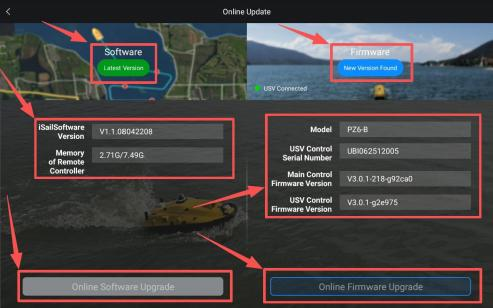 Online Update
Software
Latest Version
Firmware
New Version Found
USV Connected
iSailSoftware
Version
V1.1.08042208
Memory
of Remote
Controller
2.71G/7.49G
Model
PZ6-B
USV Control
Serial Number
UBI062512005
Main Control
Firmware Version
V3.0.1-218-g92ca0
USV Control
Firmware Version
V3.0.1-g2e975
Online Software Upgrade
Online Firmware Upgrade